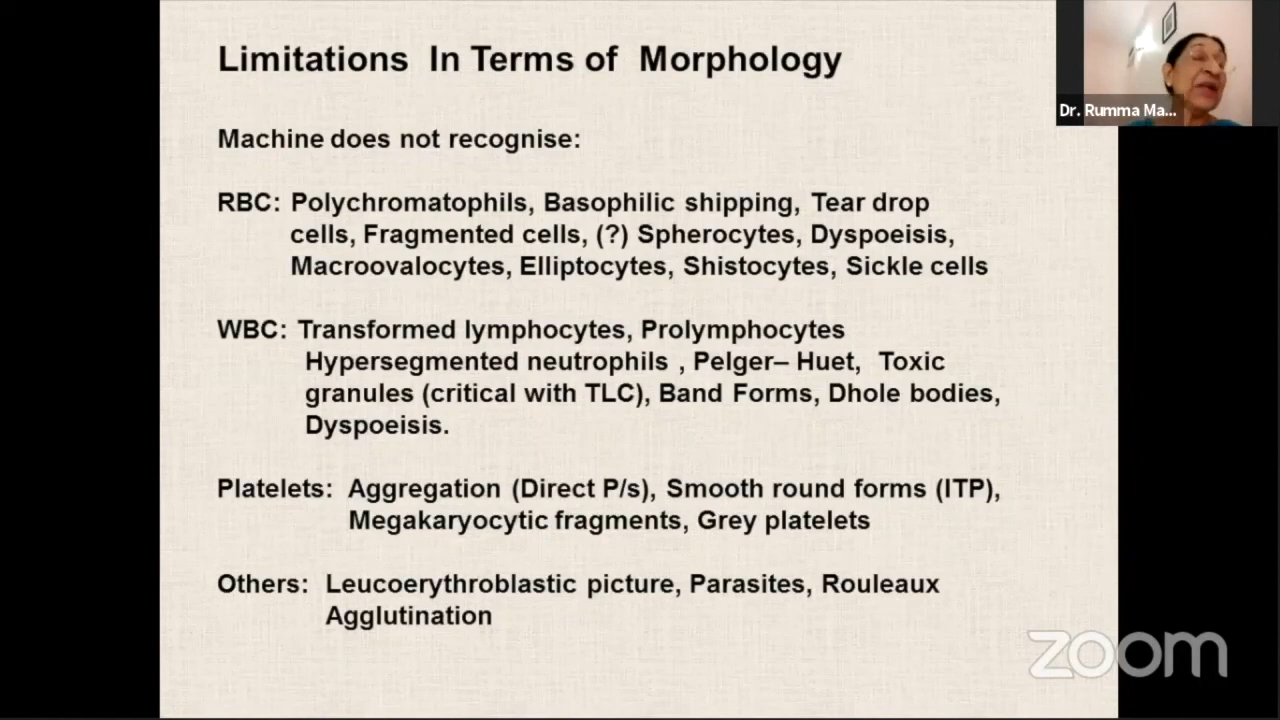 Limitations In Terms of Morphology
Dr. Rumma Ma...
Machine does not recognise:
RBC: Polychromatophils, Basophilic shipping, Tear drop
cells, Fragmented cells, (?) Spherocytes, Dyspoeisis,
Macroovalocytes, Elliptocytes, Shistocytes, Sickle cells
WBC: Transformed lymphocytes, Prolymphocytes
Hypersegmented neutrophils , Pelger– Huet, Toxic
granules (critical with TLC), Band Forms, Dhole bodies,
Dyspoeisis.
Platelets: Aggregation (Direct P/s), Smooth round forms (ITP),
Megakaryocytic fragments, Grey platelets
Others: Leucoerythroblastic picture, Parasites, Rouleaux
Agglutination
zoom